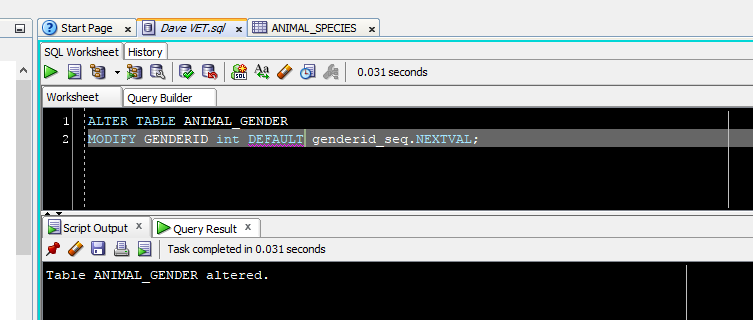 Start Page x Dave VET.sql x ANIMAL_SPECIES x
SQL Worksheet History
0.031 seconds
Worksheet Query Builder
1 ALTER TABLE ANIMAL_GENDER
2 MODIFY GENDERID int DEFAULT genderid_seq.NEXTVAL;
Script Output x Query Result x
Task completed in 0.031 seconds
Table ANIMAL_GENDER altered.